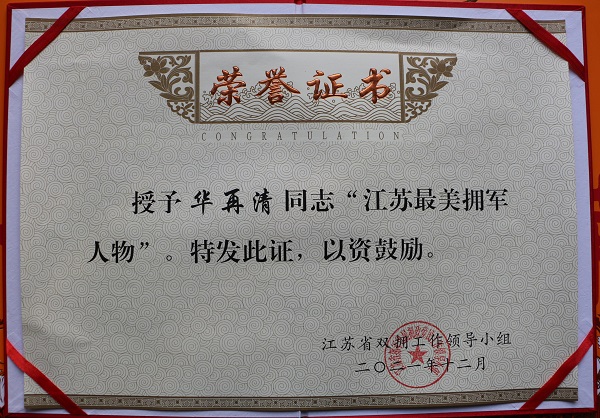 荣誉证书
CONGRATULATION
授予 华再清 同志“江苏最美拥军
人物”。特发此证，以资鼓励。
江苏省双拥工作领导小组
二〇二一年十二月